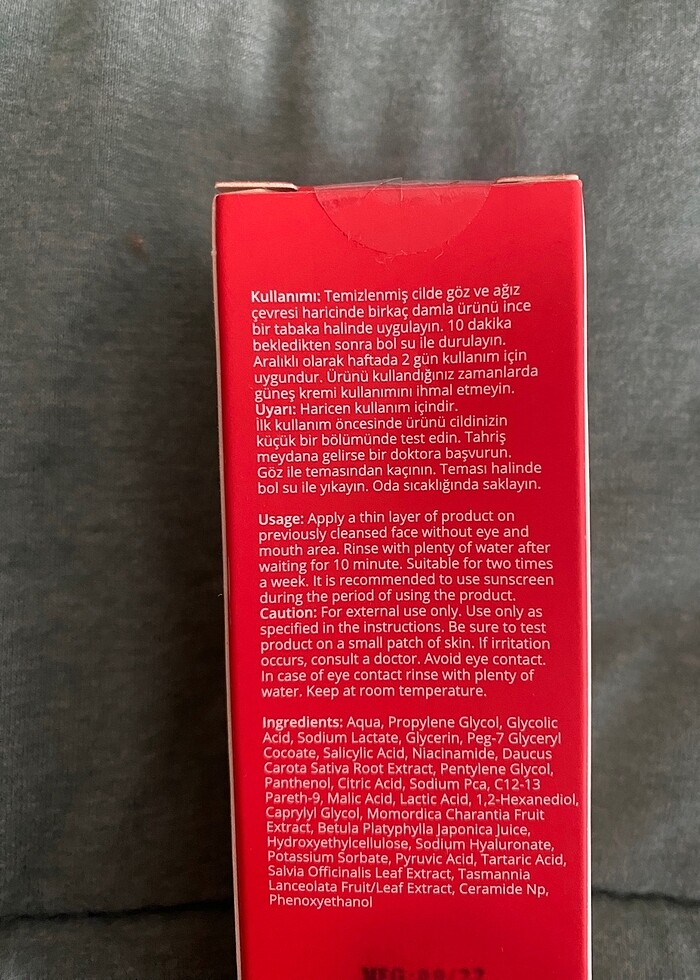 Kullanımı: Temizlenmiş cilde göz ve ağız
çevresi haricinde birkaç damla ürünü ince
bir tabaka halinde uygulayın. 10 dakika
bekledikten sonra bol su ile durulayın.
Aralıklı olarak haftada 2 gün kullanım için
uygundur. Ürünü kullandığınız zamanlarda
güneş kremi kullanımını ihmal etmeyin.
Uyarı: Haricen kullanım içindir.
İlk kullanım öncesinde ürünü cildinizin
küçük bir bölümünde test edin. Tahriş
meydana gelirse bir doktora başvurun.
Göz ile temasından kaçının. Teması halinde
bol su ile yıkayın. Oda sıcaklığında saklayın.
Usage: Apply a thin layer of product on
previously cleansed face without eye and
mouth area. Rinse with plenty of water after
waiting for 10 minute. Suitable for two times
a week. It is recommended to use sunscreen
during the period of using the product.
Caution: For external use only. Use only as
specified in the instructions. Be sure to test
product on a small patch of skin. If irritation
occurs, consult a doctor. Avoid eye contact.
In case of eye contact rinse with plenty of
water. Keep at room temperature.
Ingredients: Aqua, Propylene Glycol, Glycolic
Acid, Sodium Lactate, Glycerin, Peg-7 Glyceryl
Cocoate, Salicylic Acid, Niacinamide, Daucus
Carota Sativa Root Extract, Pentylene Glycol,
Panthenol, Citric Acid, Sodium Pca, C12-13
Pareth-9, Malic Acid, Lactic Acid, 1,2-Hexanediol,
Caprylyl Glycol, Momordica Charantia Fruit
Extract, Betula Platyphylla Japonica Juice,
Hydroxyethylcellulose, Sodium Hyaluronate,
Potassium Sorbate, Pyruvic Acid, Tartaric Acid,
Salvia Officinalis Leaf Extract, Tasmannia
Lanceolata Fruit/Leaf Extract, Ceramide Np,
Phenoxyethanol